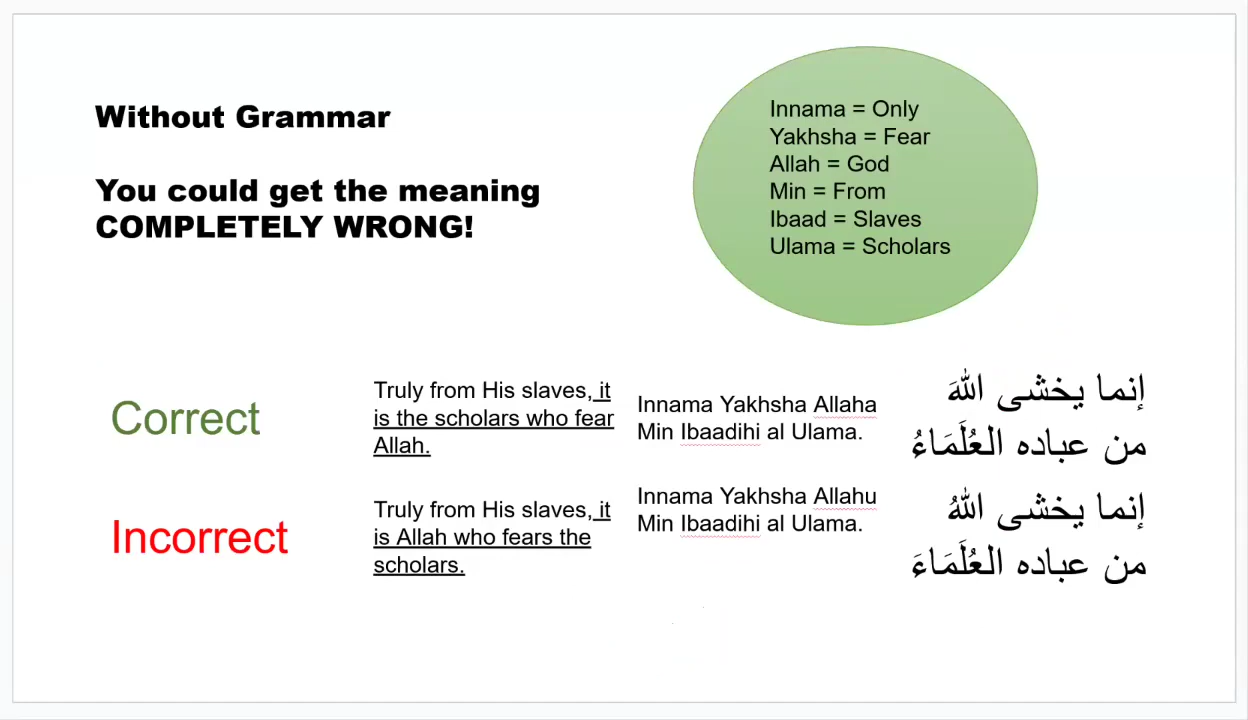 Without Grammar
You could get the meaning
COMPLETELY WRONG!
Innama = Only
Yakhsha = Fear
Allah = God
Min = From
Ibaad = Slaves
Ulama = Scholars
Correct
Truly from His slaves, it
is the scholars who fear
Allah.
Innama Yakhsha Allaha
Min Ibaadihi al Ulama.
إنما يخشى اللهَ
من عباده العُلَمَاءُ
Incorrect
Truly from His slaves, it
is Allah who fears the
scholars.
Innama Yakhsha Allahu
Min Ibaadihi al Ulama.
إنما يخشى اللهُ
من عباده العُلَمَاءَ